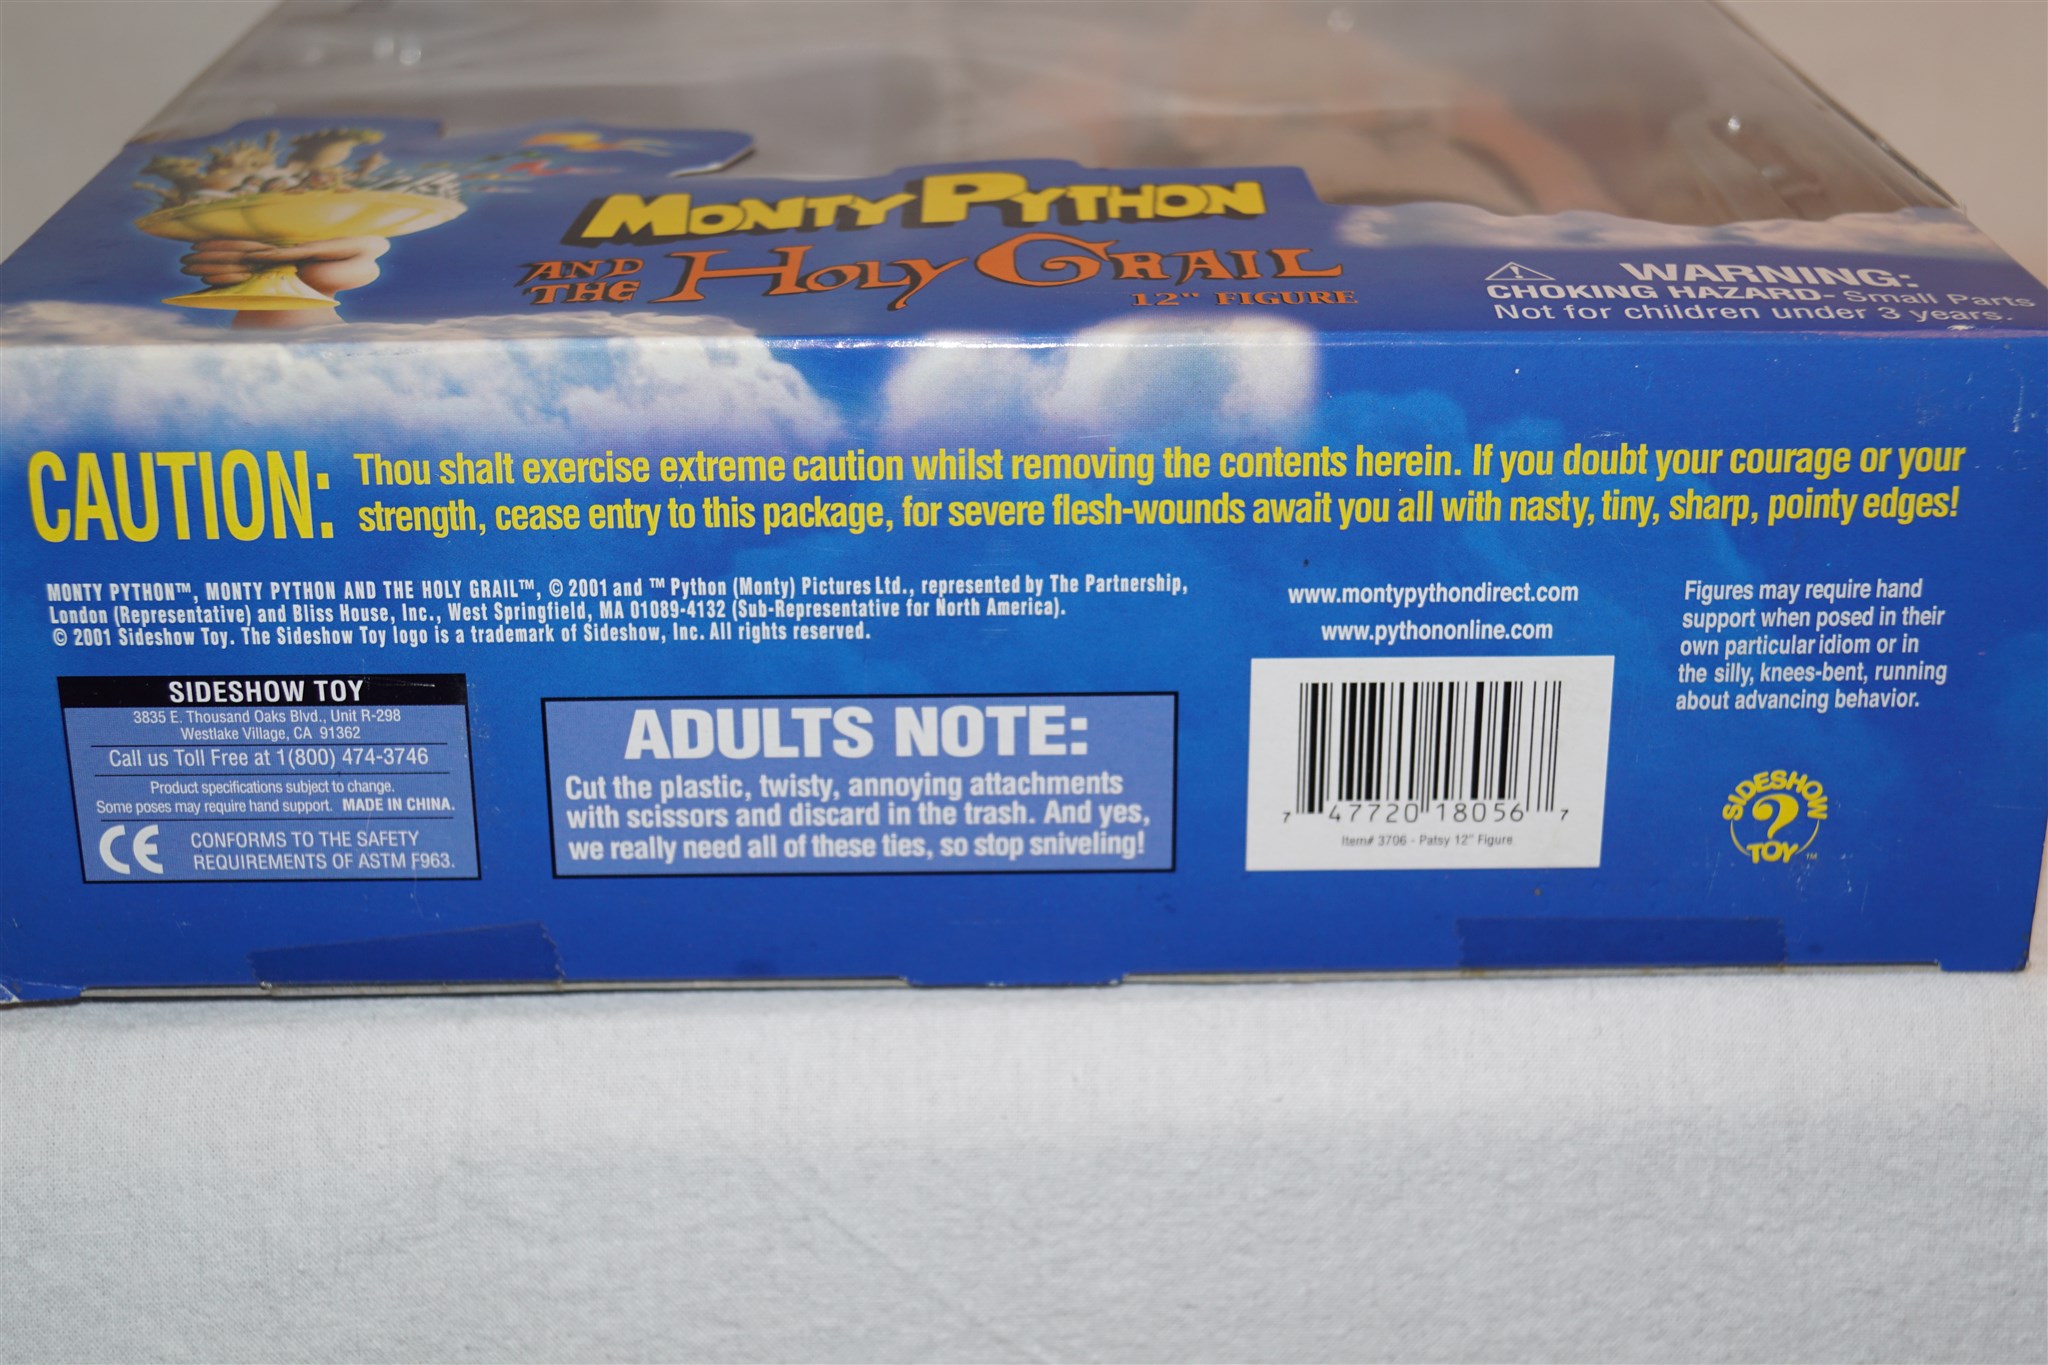 MONTY PYTHON
AND THE HOLY GRAIL
12" FIGURE
WARNING:
CHOKING HAZARD- Small Parts
Not for children under 3 years.
CAUTION: Thou shalt exercise extreme caution whilst removing the contents herein. If you doubt your courage or your
strength, cease entry to this package, for severe flesh-wounds await you all with nasty, tiny, sharp, pointy edges!
MONTY PYTHON™, MONTY PYTHON AND THE HOLY GRAIL™, © 2001 and ™ Python (Monty) Pictures Ltd., represented by The Partnership,
London (Representative) and Bliss House, Inc., West Springfield, MA 01089-4132 (Sub-Representative for North America).
© 2001 Sideshow Toy. The Sideshow Toy logo is a trademark of Sideshow, Inc. All rights reserved.
SIDESHOW TOY
3835 E. Thousand Oaks Blvd., Unit R-298
Westlake Village, CA 91362
Call us Toll Free at 1(800) 474-3746
Product specifications subject to change.
Some poses may require hand support. MADE IN CHINA.
CE CONFORMS TO THE SAFETY
REQUIREMENTS OF ASTM F963.
ADULTS NOTE:
Cut the plastic, twisty, annoying attachments
with scissors and discard in the trash. And yes,
we really need all of these ties, so stop sniveling!
www.montypythondirect.com
www.pythononline.com
7 47720 18056 7
Item# 3706 - Patsy 12" Figure
Figures may require hand
support when posed in their
own particular idiom or in
the silly, knees-bent, running
about advancing behavior.
SIDESHOW
?
TOY ™